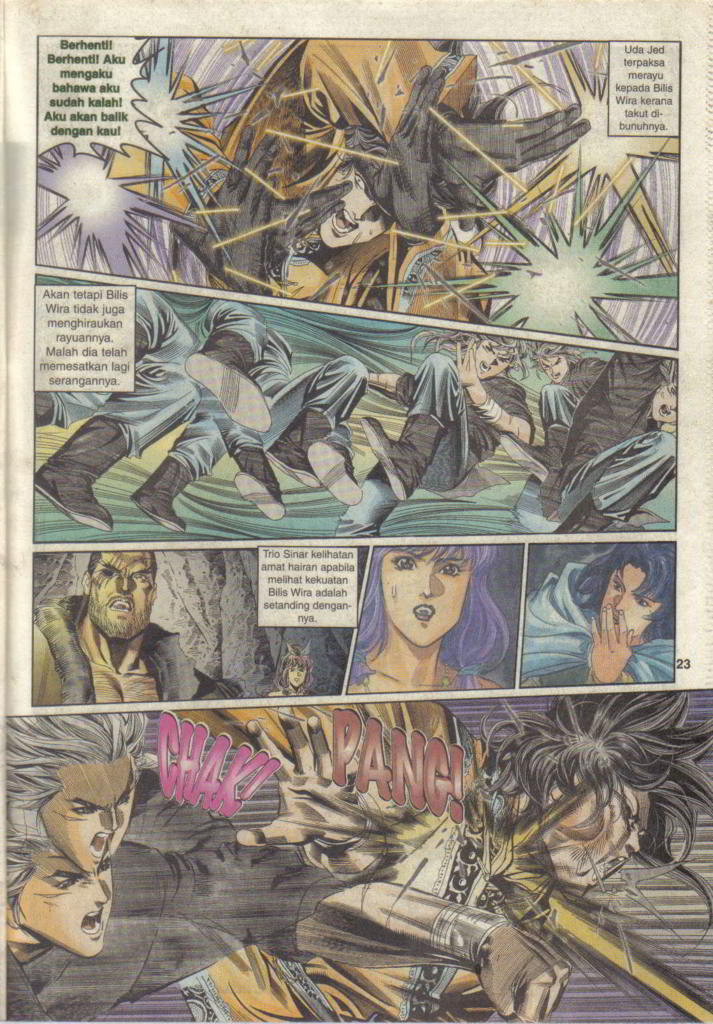 Berhenti!
Berhenti! Aku
mengaku
bahawa aku
sudah kalah!
Aku akan balik
dengan kau!
Uda Jed
terpaksa
merayu
kepada Bilis
Wira kerana
takut di-
bunuhnya.
Akan tetapi Bilis
Wira tidak juga
menghiraukan
rayuannya.
Malah dia telah
memesatkan lagi
serangannya.
Trio Sinar kelihatan
amat hairan apabila
melihat kekuatan
Bilis Wira adalah
setanding dengan-
nya.
23
CHAK!
PANG!